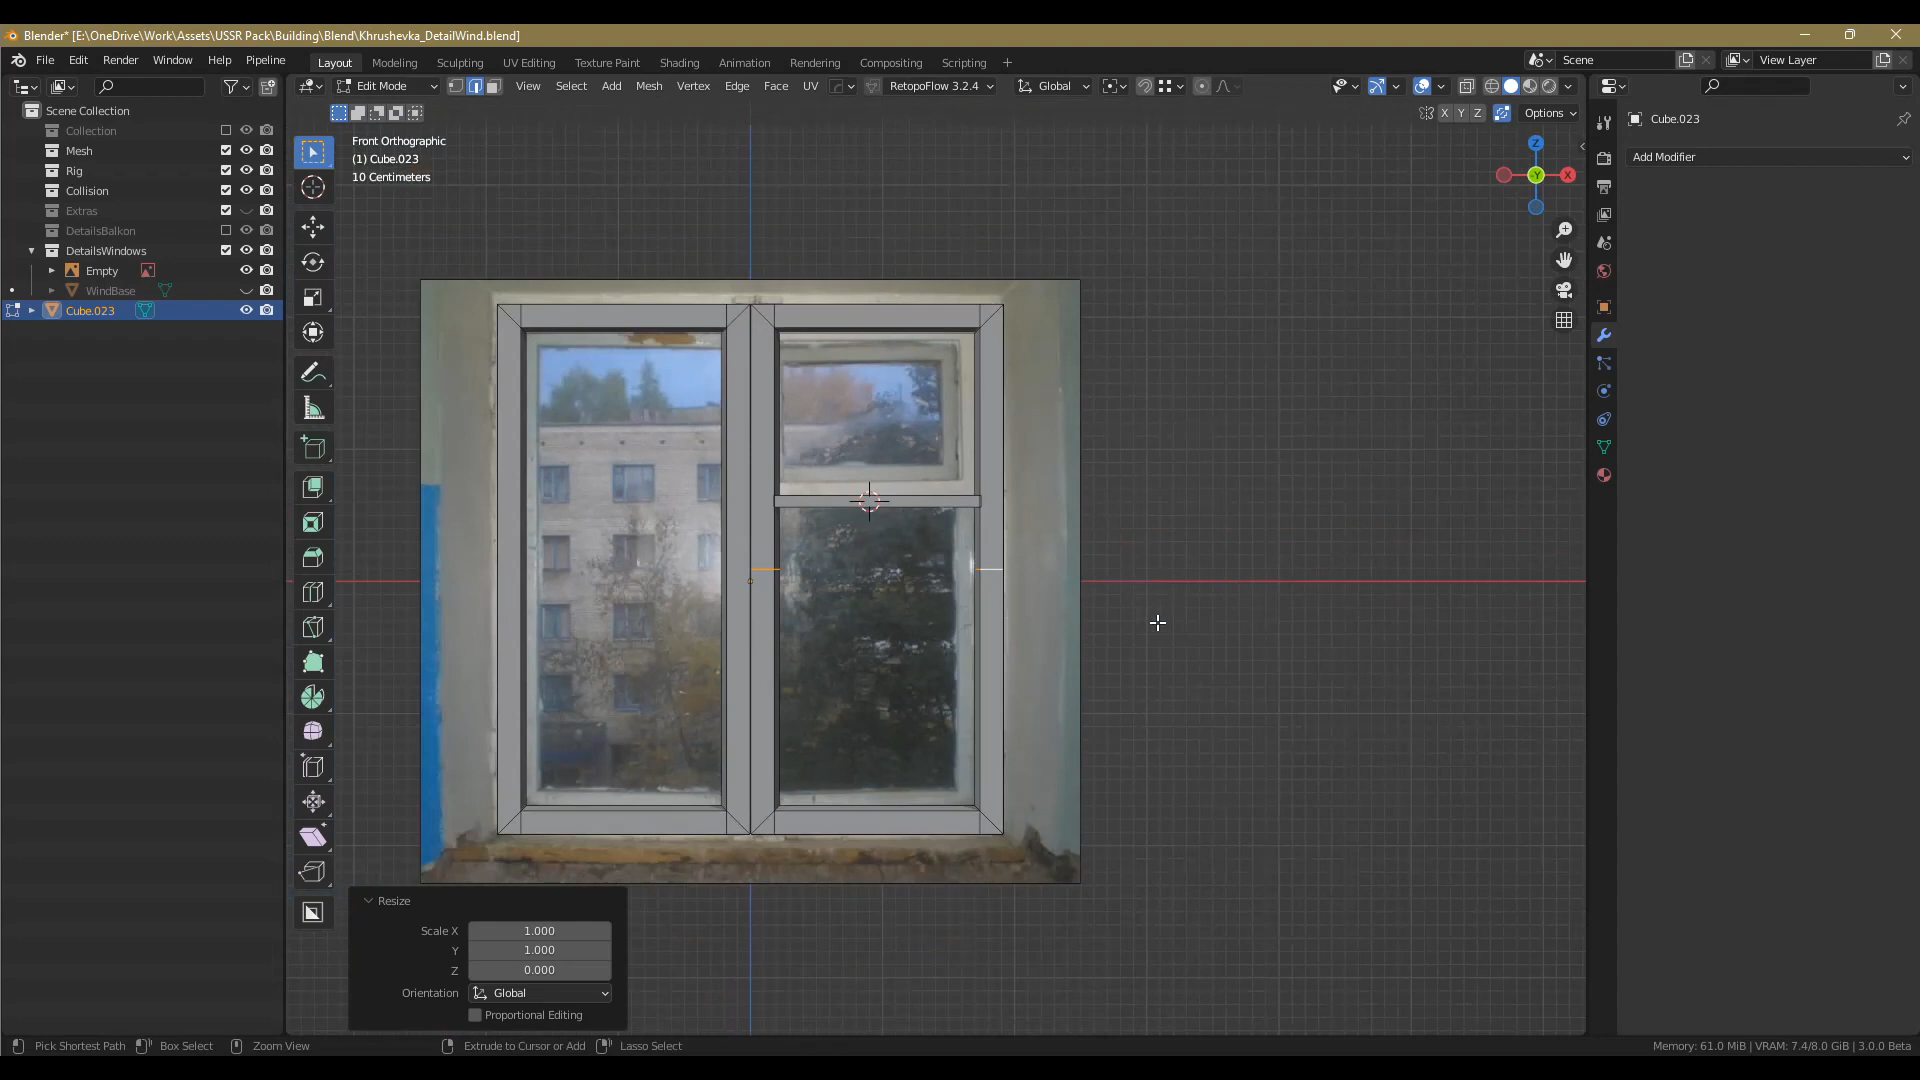 Blender* [E:\OneDrive\Work\Assets\USSR Pack\Building\Blend\Khrushevka_DetailWind.blend]
File Edit Render Window Help Pipeline
Layout Modeling Sculpting UV Editing Texture Paint Shading Animation Rendering Compositing Scripting +
Scene
View Layer
Edit Mode
View Select Add Mesh Vertex Edge Face UV
RetopoFlow 3.2.4
Global
X Y Z
Options
Scene Collection
Collection
Mesh
Rig
Collision
Extras
DetailsBalkon
DetailsWindows
Empty
WindBase
Cube.023
Front Orthographic
(1) Cube.023
10 Centimeters
Z
-Y
X
Cube.023
Add Modifier
Resize
Scale X 1.000
Y 1.000
Z 0.000
Orientation Global
Proportional Editing
Pick Shortest Path Box Select Zoom View Extrude to Cursor or Add Lasso Select
Memory: 61.0 MiB | VRAM: 7.4/8.0 GiB | 3.0.0 Beta